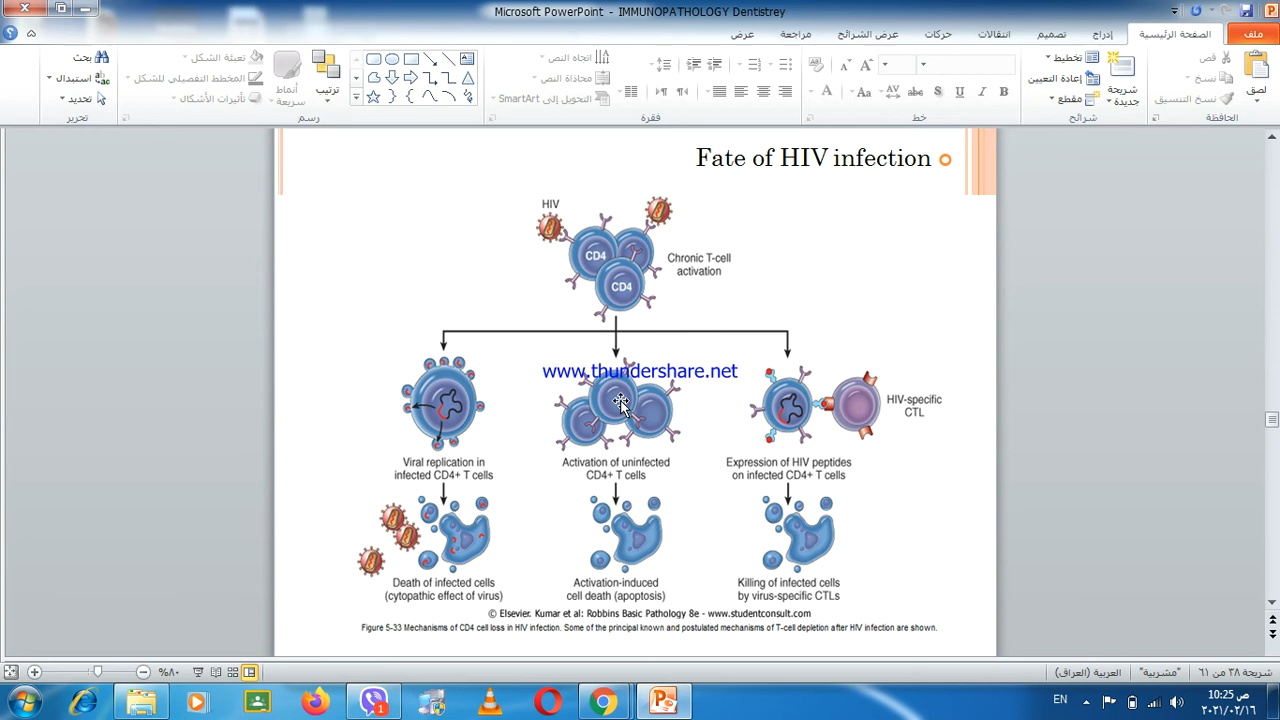 Microsoft PowerPoint - IMMUNOPATHOLOGY Dentistrey
ملف
الصفحة الرئيسية
إدراج
تصميم
انتقالات
حركات
عرض الشرائح
مراجعة
عرض
لصق
قص
نسخ
نسخ التنسيق
الحافظة
شريحة جديدة
تخطيط
إعادة التعيين
مقطع
شرائح
خط
فقرة
اتجاه النص
محاذاة النص
التحويل إلى SmartArt
ترتيب
أنماط سريعة
تعبئة الشكل
المخطط التفصيلي للشكل
تأثيرات الأشكال
رسم
بحث
استبدال
تحديد
تحرير
Fate of HIV infection
HIV
CD4
CD4
Chronic T-cell
activation
www.thundershare.net
HIV-specific
CTL
Viral replication in
infected CD4+ T cells
Activation of uninfected
CD4+ T cells
Expression of HIV peptides
on infected CD4+ T cells
Death of infected cells
(cytopathic effect of virus)
Activation-induced
cell death (apoptosis)
Killing of infected cells
by virus-specific CTLs
© Elsevier. Kumar et al: Robbins Basic Pathology 8e - www.studentconsult.com
Figure 5-33 Mechanisms of CD4 cell loss in HIV infection. Some of the principal known and postulated mechanisms of T-cell depletion after HIV infection are shown.
شريحة ٣٨ من ٦١
"مشربية"
العربية (العراق)
%٨٠
EN
10:25 ص
٢٠٢١/٠٢/١٦